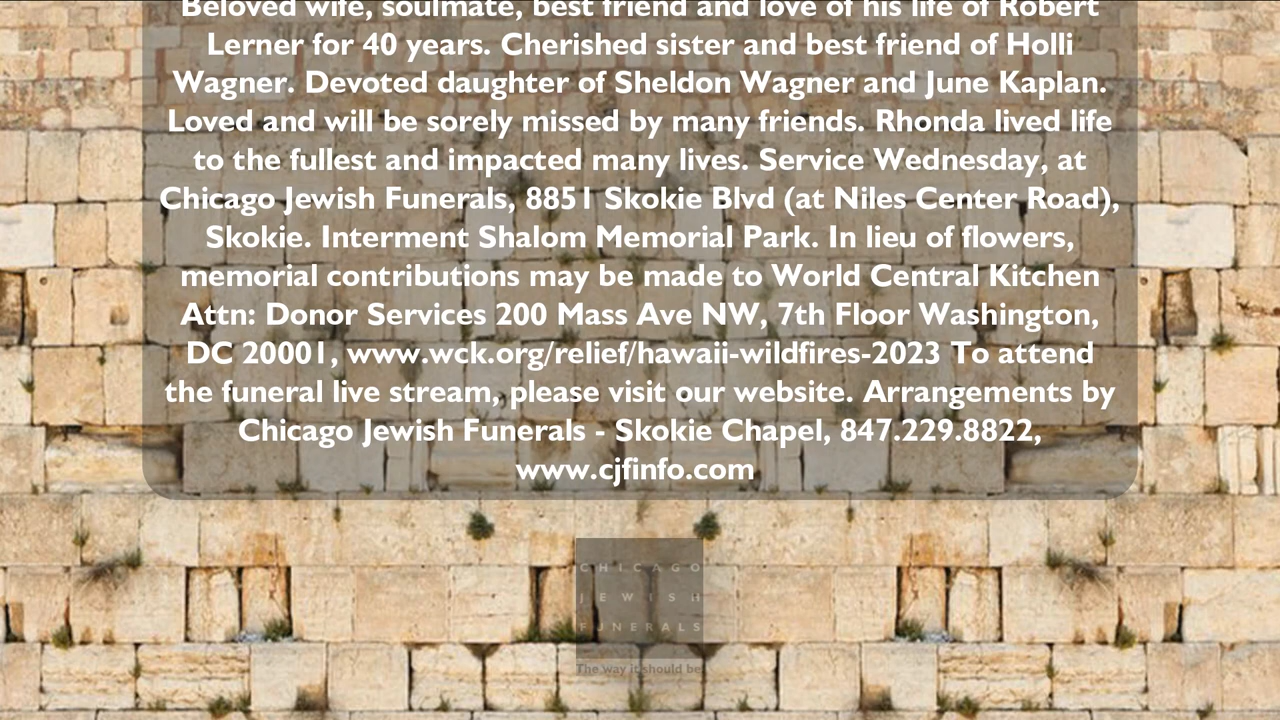 Beloved wife, soulmate, best friend and love of his life of Robert
Lerner for 40 years. Cherished sister and best friend of Holli
Wagner. Devoted daughter of Sheldon Wagner and June Kaplan.
Loved and will be sorely missed by many friends. Rhonda lived life
to the fullest and impacted many lives. Service Wednesday, at
Chicago Jewish Funerals, 8851 Skokie Blvd (at Niles Center Road),
Skokie. Interment Shalom Memorial Park. In lieu of flowers,
memorial contributions may be made to World Central Kitchen
Attn: Donor Services 200 Mass Ave NW, 7th Floor Washington,
DC 20001, www.wck.org/relief/hawaii-wildfires-2023 To attend
the funeral live stream, please visit our website. Arrangements by
Chicago Jewish Funerals - Skokie Chapel, 847.229.8822,
www.cjfinfo.com
CHICAGO
JEWISH
FUNERALS
The way it should be.